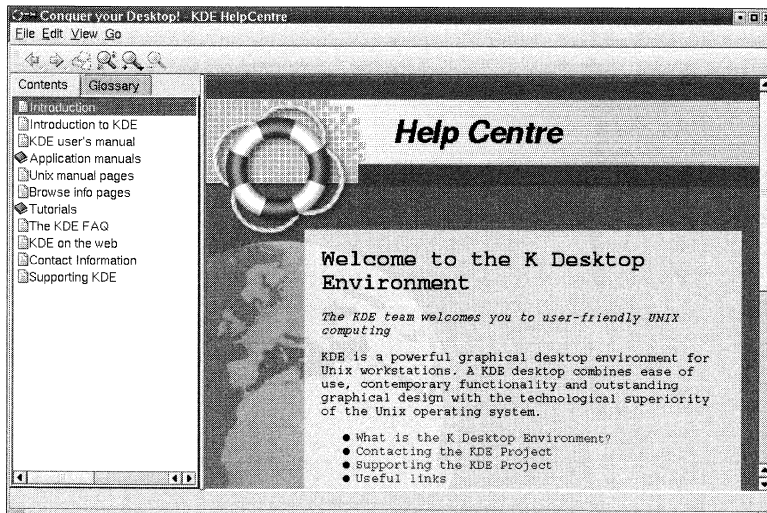 Conquer your Desktop! - KDE HelpCentre
File Edit View Go
Contents Glossary
Introduction
Introduction to KDE
KDE user's manual
Application manuals
Unix manual pages
Browse info pages
Tutorials
The KDE FAQ
KDE on the web
Contact Information
Supporting KDE
Help Centre
Welcome to the K Desktop
Environment
The KDE team welcomes you to user-friendly UNIX
computing
KDE is a powerful graphical desktop environment for
Unix workstations. A KDE desktop combines ease of
use, contemporary functionality and outstanding
graphical design with the technological superiority
of the Unix operating system.
● What is the K Desktop Environment?
● Contacting the KDE Project
● Supporting the KDE Project
● Useful links